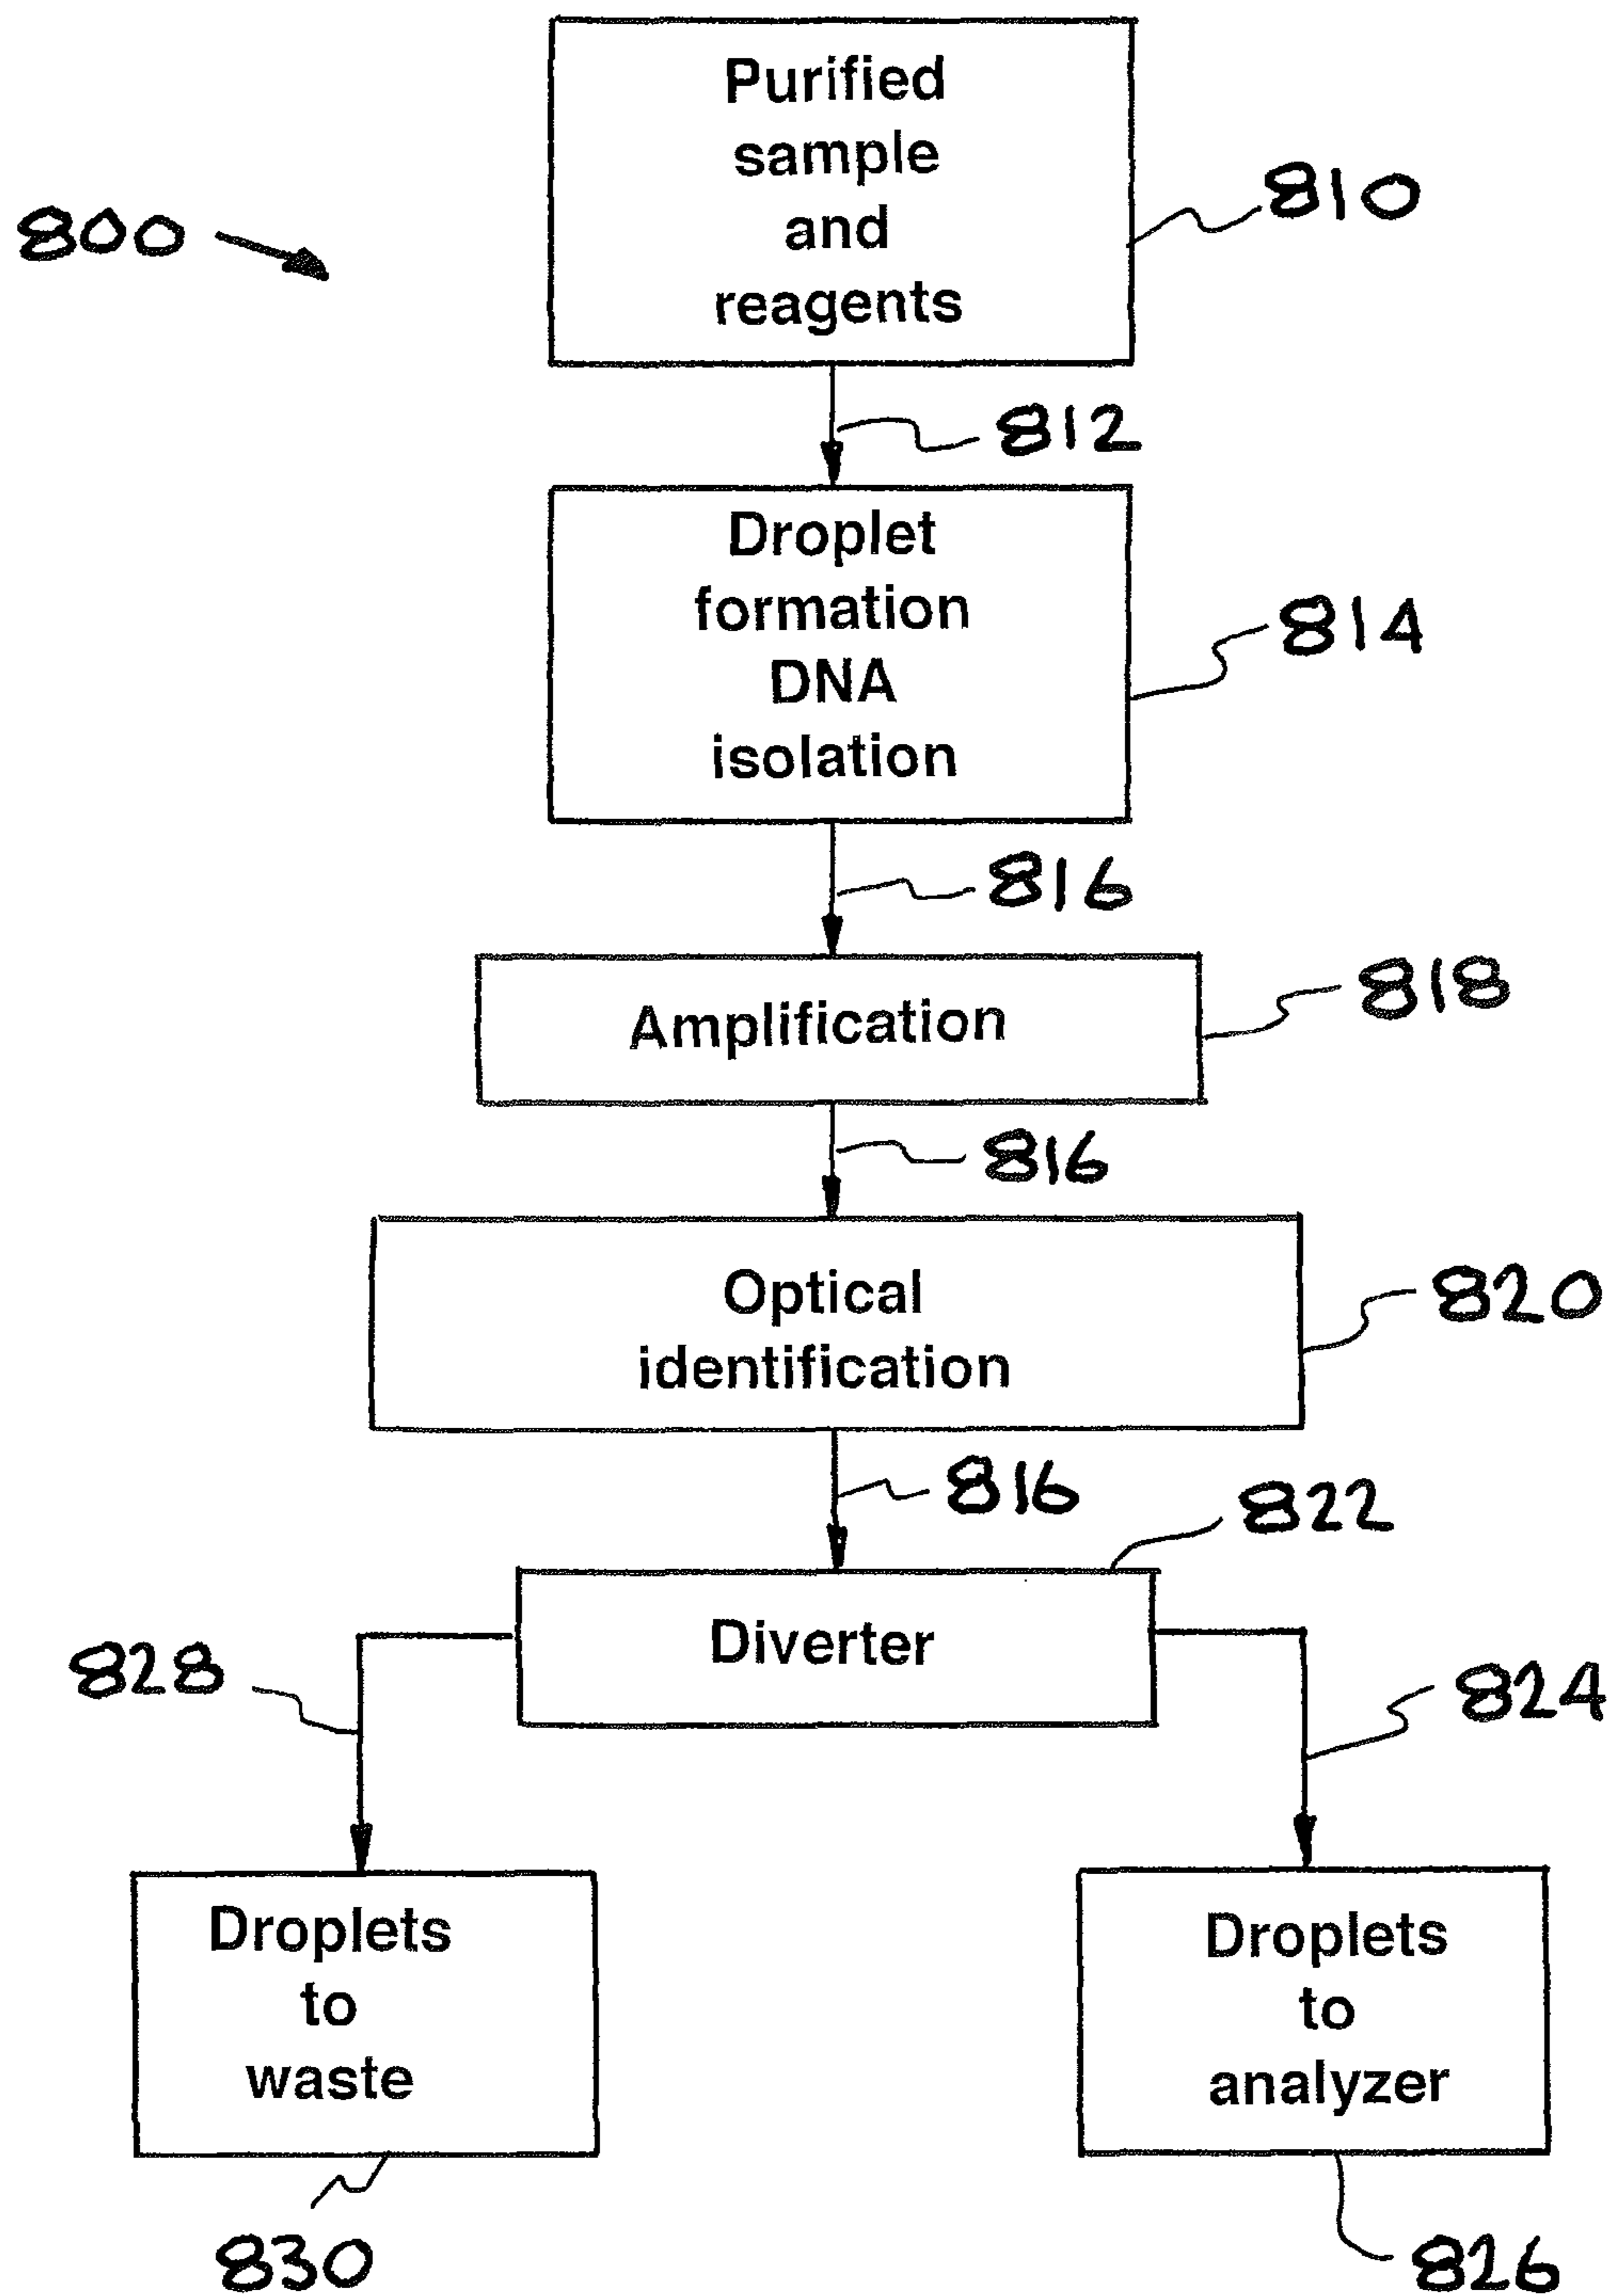 Purified
sample
and
reagents
810
800
812
Droplet
formation
DNA
isolation
814
816
Amplification
818
816
Optical
identification
820
816
822
Diverter
828
824
Droplets
to
waste
Droplets
to
analyzer
830
826